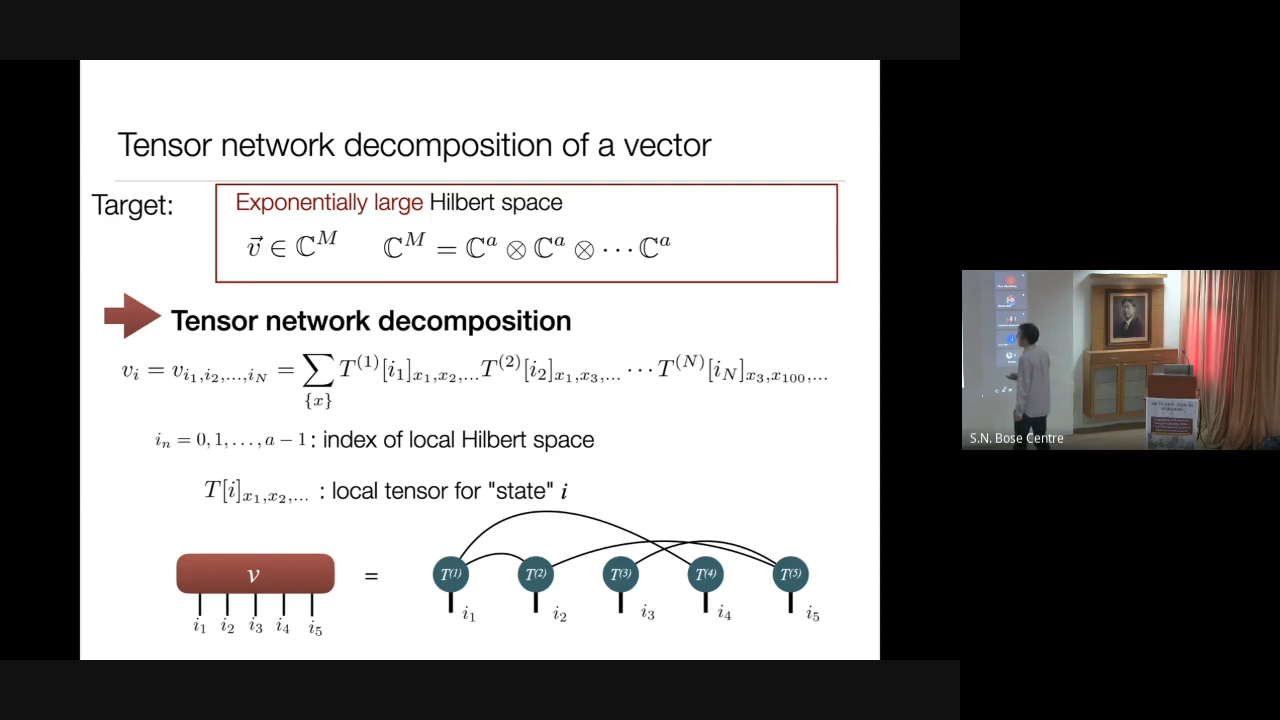 Tensor network decomposition of a vector
Target:
Exponentially large Hilbert space
$\vec{v} \in \mathbb{C}^M$ $\mathbb{C}^M = \mathbb{C}^a \otimes \mathbb{C}^a \otimes \cdots \mathbb{C}^a$
Tensor network decomposition
$v_i = v_{i_1,i_2,\ldots,i_N} = \sum_{\{x\}} T^{(1)}[i_1]_{x_1,x_2,\ldots} T^{(2)}[i_2]_{x_1,x_3,\ldots} \cdots T^{(N)}[i_N]_{x_3,x_{100},\ldots}$
$i_n = 0, 1, \ldots, a-1$ : index of local Hilbert space
$T[i]_{x_1,x_2,\ldots}$ : local tensor for "state" $i$
v
=
T(1) T(2) T(3) T(4) T(5)
$i_1$ $i_2$ $i_3$ $i_4$ $i_5$
$i_1$ $i_2$ $i_3$ $i_4$ $i_5$
S.N. Bose Centre